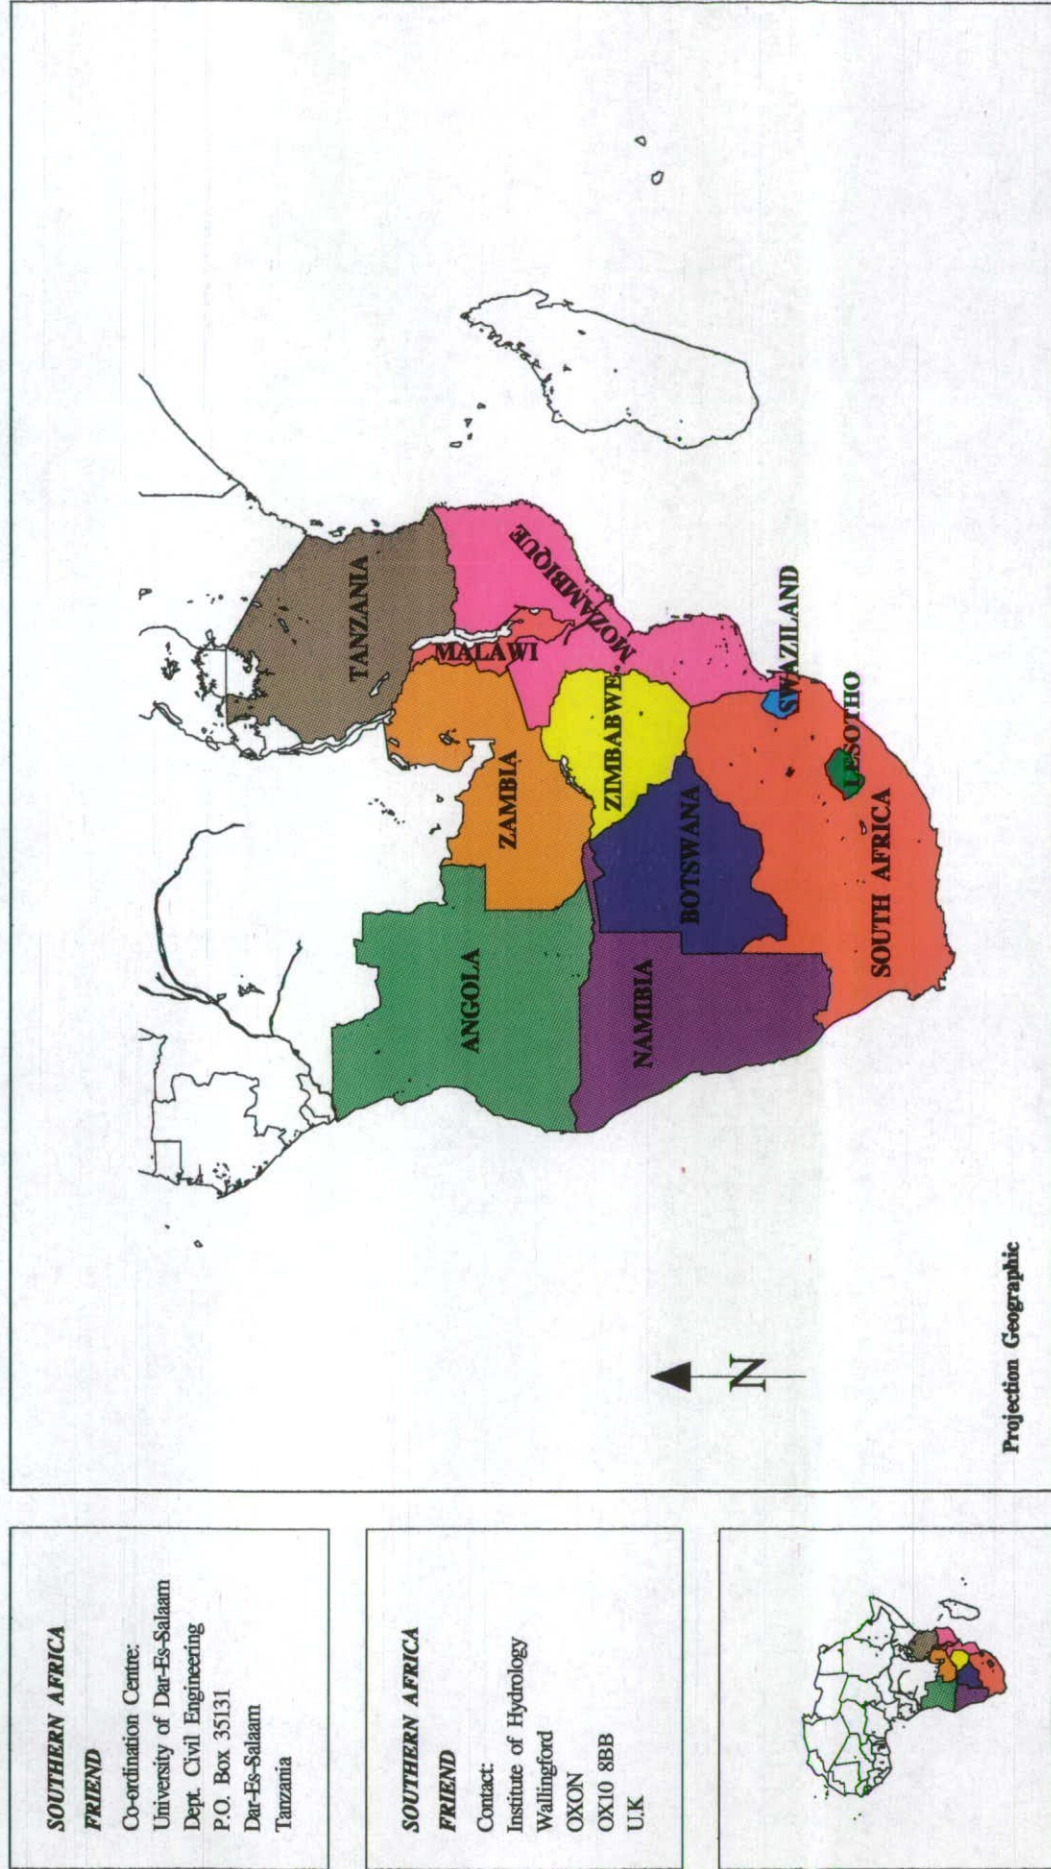 SOUTHERN AFRICA
FRIEND
Co-ordination Centre:
University of Dar-Es-Salaam
Dept. Civil Engineering
P.O. Box 35131
Dar-Es-Salaam
Tanzania
SOUTHERN AFRICA
FRIEND
Contact:
Institute of Hydrology
Wallingford
OXON
OX10 8BB
U.K
TANZANIA
MALAWI
ANGOLA
ZAMBIA
MOZAMBIQUE
ZIMBABWE
NAMIBIA
BOTSWANA
SWAZILAND
LESOTHO
SOUTH AFRICA
N
Projection Geographic